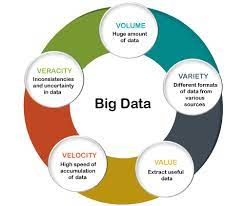 VOLUME
Huge amount
of data
VARIETY
Different formats
of data from
various
sources
VALUE
Extract useful
data
VELOCITY
High speed of
accumulation
of data
VERACITY
Inconsistencies
and uncertainty
in data
Big Data